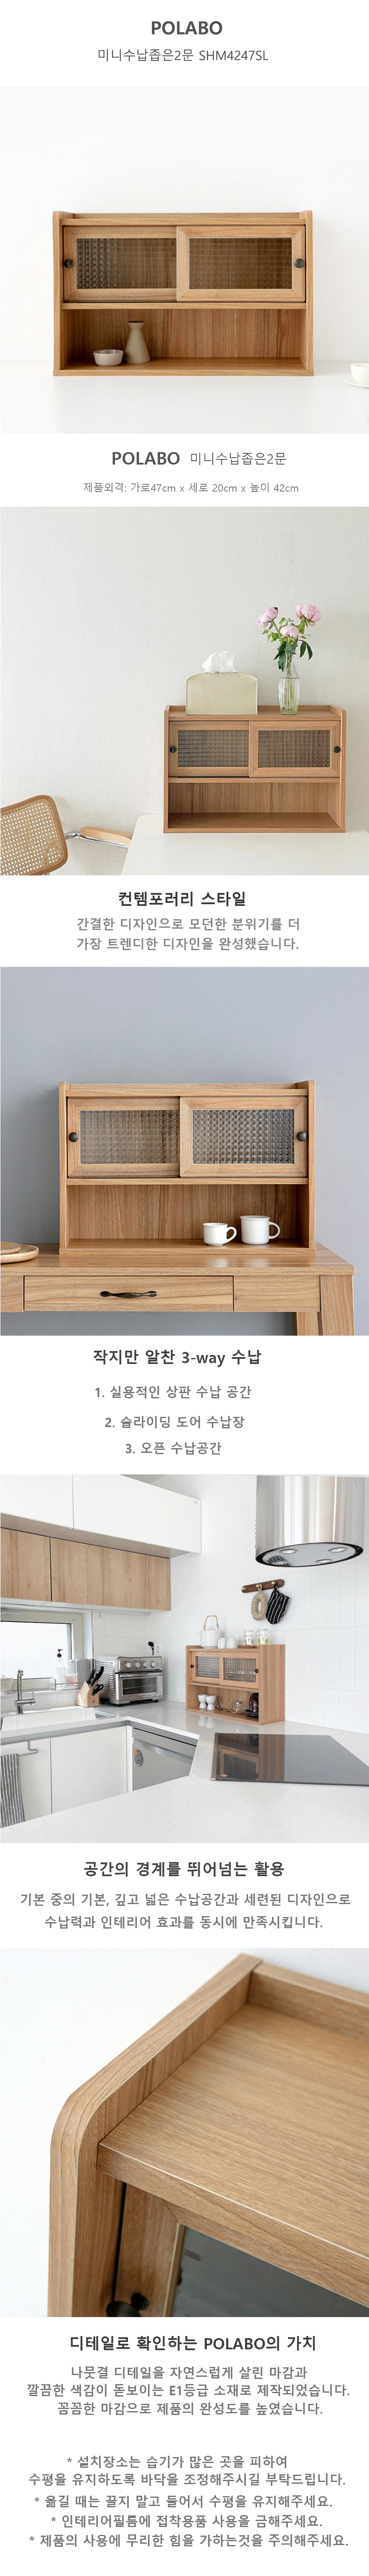 POLABO
미니수납좁은2문 SHM4247SL
POLABO 미니수납좁은2문
제품외격: 가로47cm x 세로 20cm x 높이 42cm
컨템포러리 스타일
간결한 디자인으로 모던한 분위기를 더
가장 트렌디한 디자인을 완성했습니다.
작지만 알찬 3-way 수납
1. 실용적인 상판 수납 공간
2. 슬라이딩 도어 수납장
3. 오픈 수납공간
공간의 경계를 뛰어넘는 활용
기본 중의 기본, 깊고 넓은 수납공간과 세련된 디자인으로
수납력과 인테리어 효과를 동시에 만족시킵니다.
디테일로 확인하는 POLABO의 가치
나뭇결 디테일을 자연스럽게 살린 마감과
깔끔한 색감이 돋보이는 E1등급 소재로 제작되었습니다.
꼼꼼한 마감으로 제품의 완성도를 높였습니다.
* 설치장소는 습기가 많은 곳을 피하여
수평을 유지하도록 바닥을 조정해주시길 부탁드립니다.
* 옮길 때는 끌지 말고 들어서 수평을 유지해주세요.
* 인테리어필름에 접착용품 사용을 금해주세요.
* 제품의 사용에 무리한 힘을 가하는것을 주의해주세요.